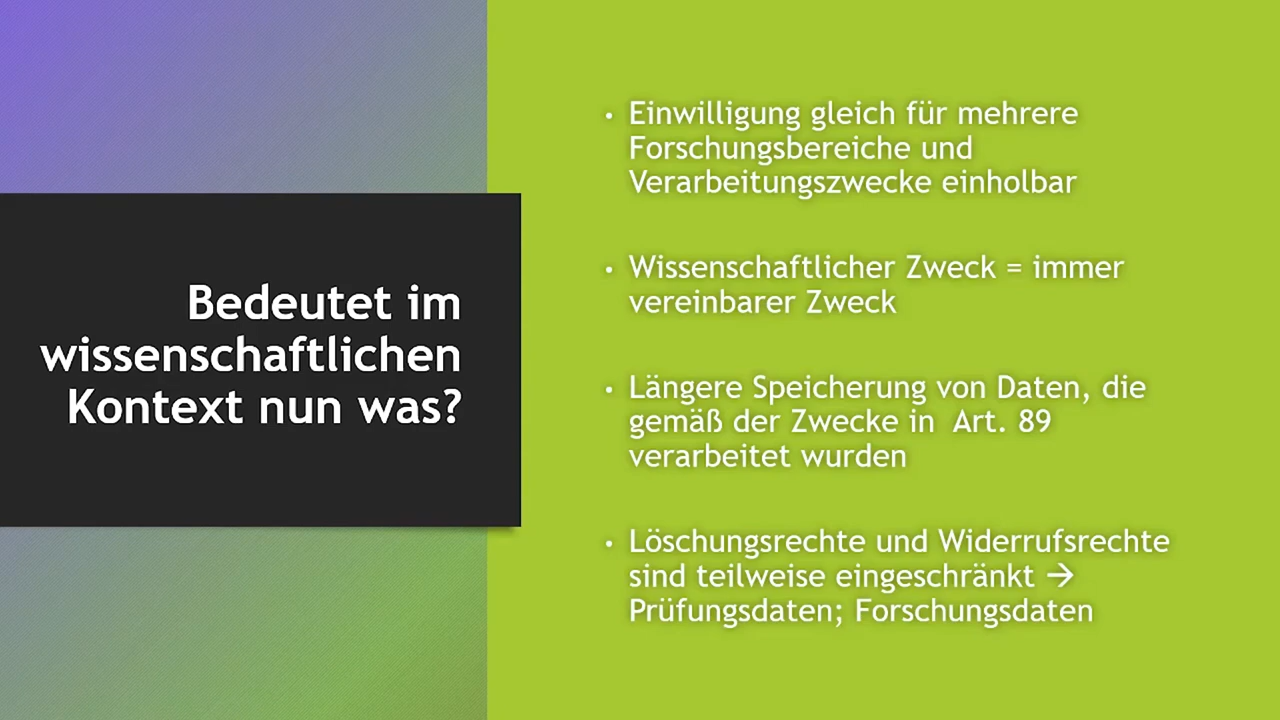 Bedeutet im
wissenschaftlichen
Kontext nun was?
• Einwilligung gleich für mehrere
Forschungsbereiche und
Verarbeitungszwecke einholbar
• Wissenschaftlicher Zweck = immer
vereinbarer Zweck
• Längere Speicherung von Daten, die
gemäß der Zwecke in  Art. 89
verarbeitet wurden
• Löschungsrechte und Widerrufsrechte
sind teilweise eingeschränkt →
Prüfungsdaten; Forschungsdaten